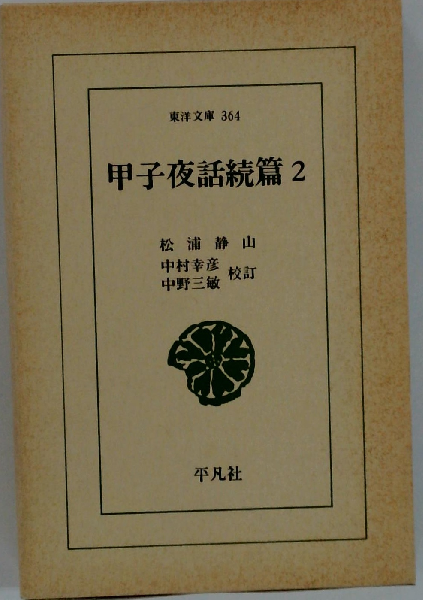 東洋文庫 364
甲子夜話続篇 2
松浦静山
中村幸彦
中野三敏 校訂
平凡社